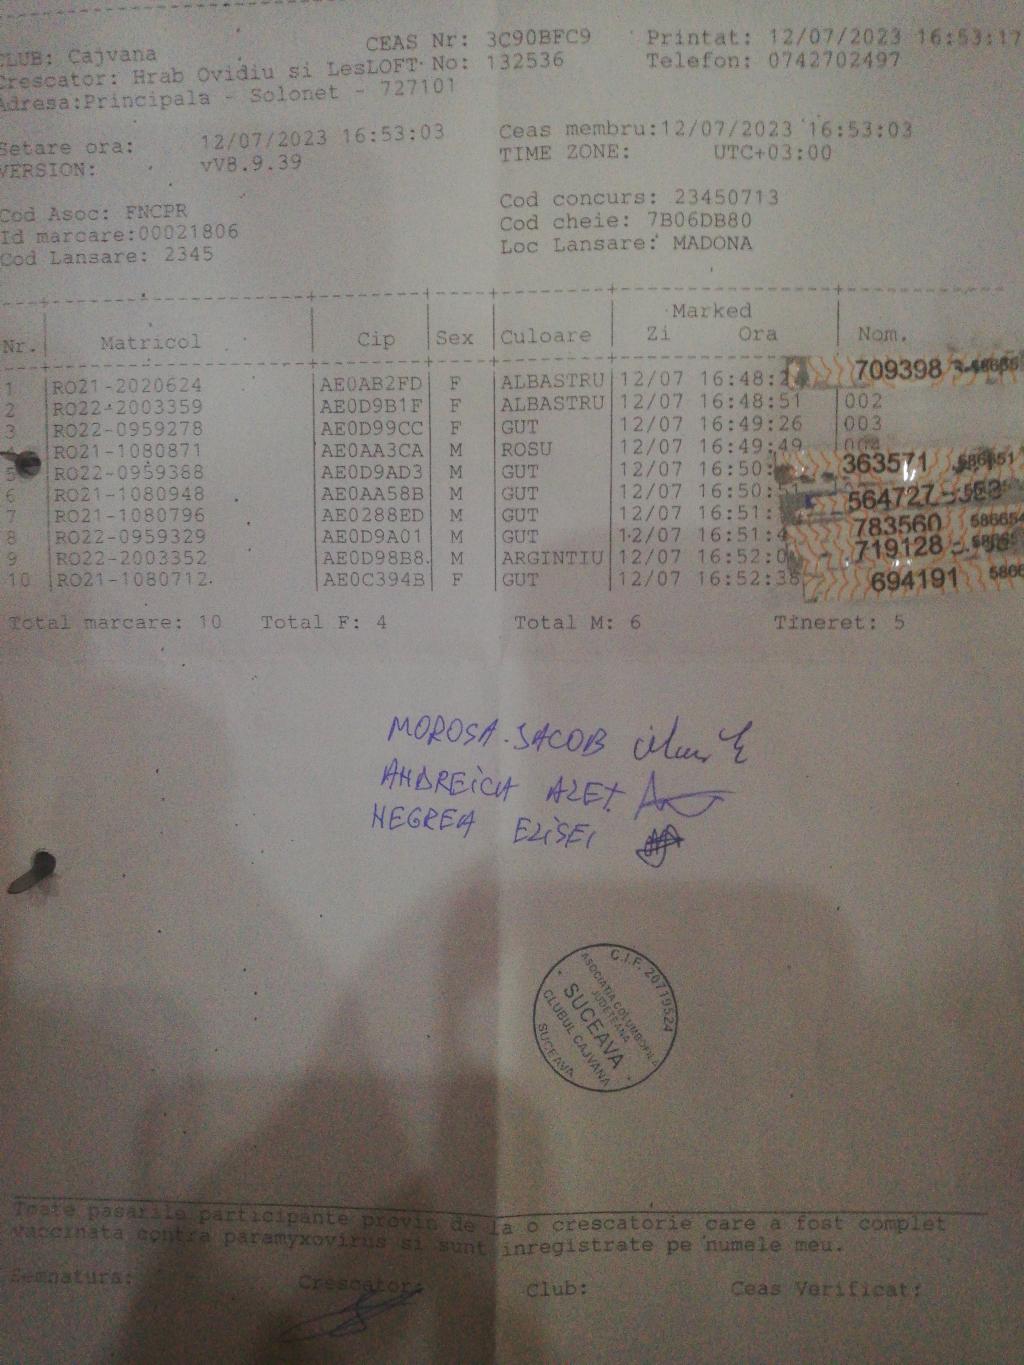 CLUB: Cajvana CEAS Nr: 3C90BFC9 Printat: 12/07/2023 16:53:17
Crescator: Hrab Ovidiu si LesLOFT No: 132536 Telefon: 0742702497
Adresa:Principala - Solonet - 727101
Setare ora: 12/07/2023 16:53:03 Ceas membru:12/07/2023 16:53:03
VERSION: vV8.9.39 TIME ZONE: UTC+03:00
Cod concurs: 23450713
Cod Asoc: FNCPR Cod cheie: 7B06DB80
Id marcare:00021806 Loc Lansare: MADONA
Cod Lansare: 2345
Marked
Nr. Matricol Cip Sex Culoare Zi Ora Nom.
1 RO21-2020624 AE0AB2FD F ALBASTRU 12/07 16:48: 709398
2 RO22-2003359 AE0D9B1F F ALBASTRU 12/07 16:48:51 002
3 RO22-0959278 AE0D99CC F GUT 12/07 16:49:26 003
RO21-1080871 AE0AA3CA M ROSU 12/07 16:49:49 004
5 RO22-0959388 AE0D9AD3 M GUT 12/07 16:50: 363571 586651
6 RO21-1080948 AE0AA58B M GUT 12/07 16:50: 564727
7 RO21-1080796 AE0288ED M GUT 12/07 16:51: 783560 586654
8 RO22-0959329 AE0D9A01 M GUT 12/07 16:51:4 719128
9 RO22-2003352 AE0D98B8 M ARGINTIU 12/07 16:52:0
10 RO21-1080712 AE0C394B F GUT 12/07 16:52:38 694191 5866
Total marcare: 10 Total F: 4 Total M: 6 Tineret: 5
MOROSA JACOB
ANDREICA ALEX
NEGREA ELISEI
C.I.F. 20719524
ASOCIATIA COLUMBOFILA
JUDETEANA
SUCEAVA
CLUBUL CAJVANA
SUCEAVA
Toate pasarile participante provin de la o crescatorie care a fost complet
vaccinata contra paramyxovirus si sunt inregistrate pe numele meu.
Semnatura: Crescator: Club: Ceas Verificat: